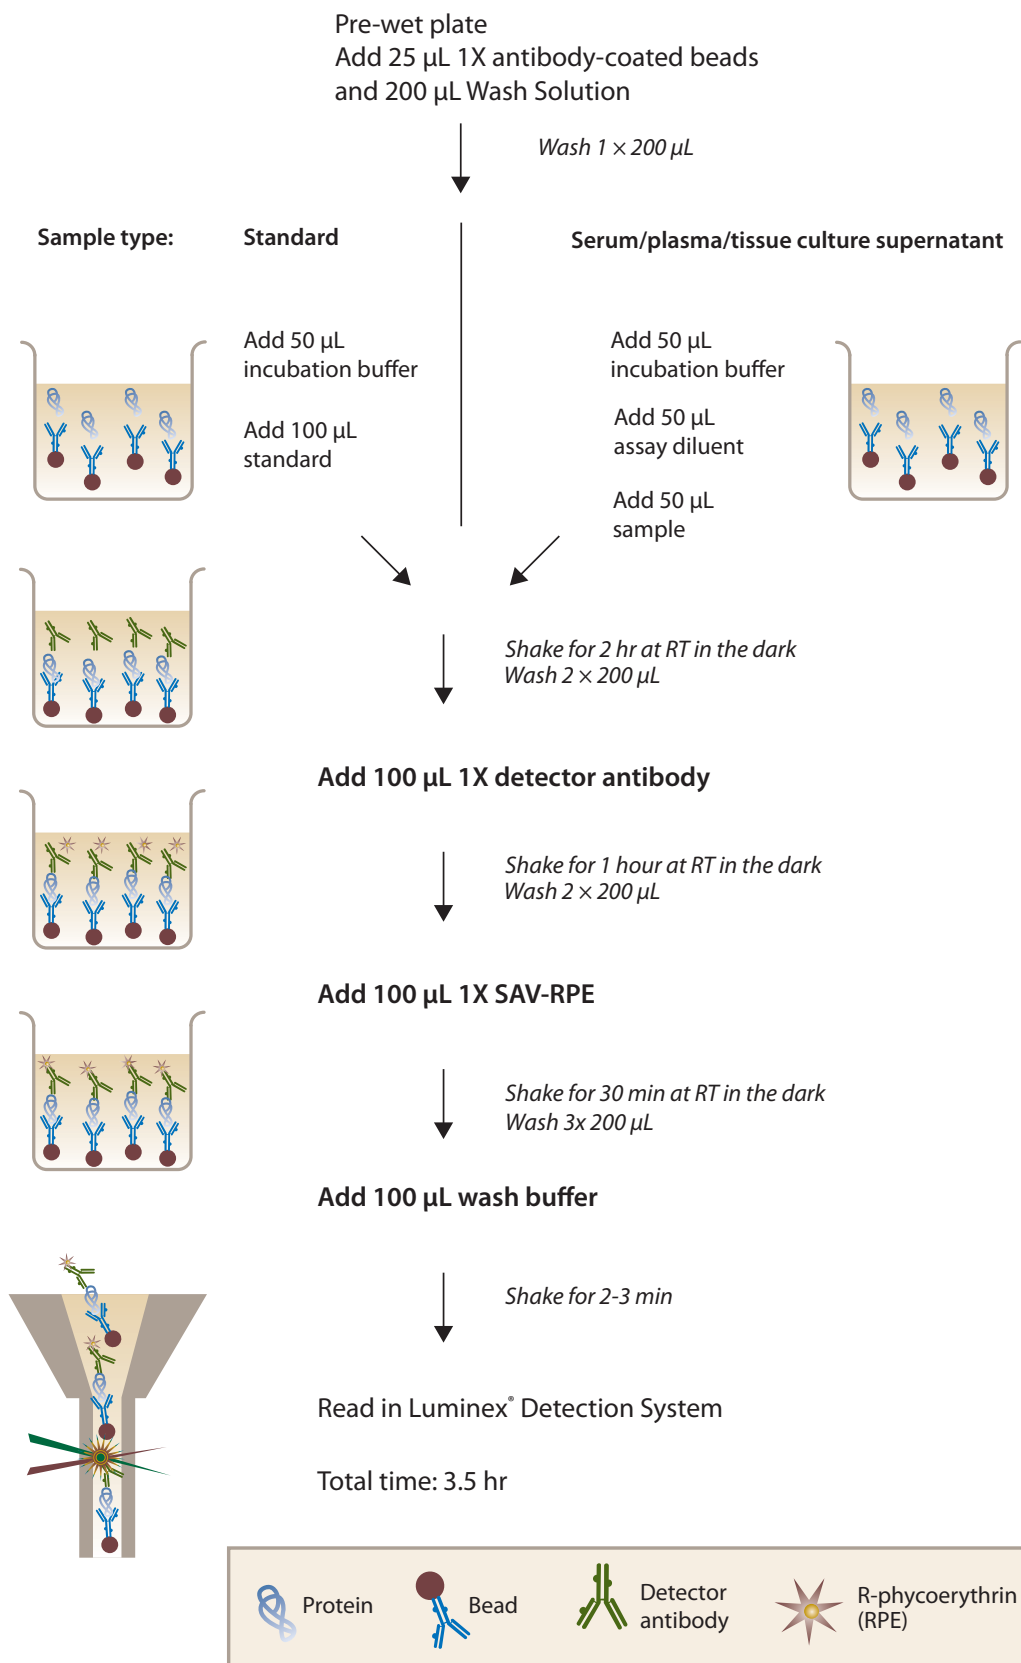 Pre-wet plate
Add 25 µL 1X antibody-coated beads
and 200 µL Wash Solution
Wash 1 × 200 µL
Sample type:
Standard
Serum/plasma/tissue culture supernatant
Add 50 µL
incubation buffer
Add 100 µL
standard
Add 50 µL
incubation buffer
Add 50 µL
assay diluent
Add 50 µL
sample
Shake for 2 hr at RT in the dark
Wash 2 × 200 µL
Add 100 µL 1X detector antibody
Shake for 1 hour at RT in the dark
Wash 2 × 200 µL
Add 100 µL 1X SAV-RPE
Shake for 30 min at RT in the dark
Wash 3x 200 µL
Add 100 µL wash buffer
Shake for 2-3 min
Read in Luminex® Detection System
Total time: 3.5 hr
Protein
Bead
Detector
antibody
R-phycoerythrin
(RPE)